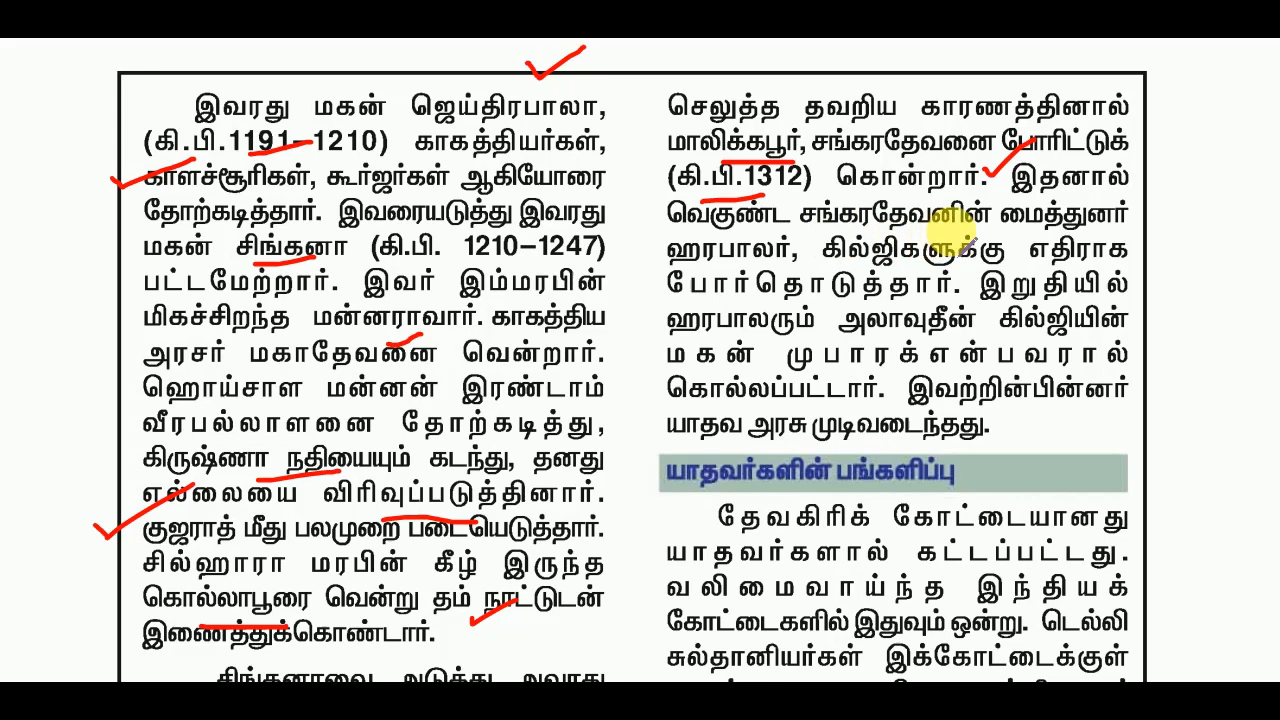 இவரது மகன் ஜெய்திரபாலா,
(கி.பி.1191–1210) காகத்தியர்கள்,
காளச்சூரிகள், கூர்ஜர்கள் ஆகியோரை
தோற்கடித்தார். இவரையடுத்து இவரது
மகன் சிங்கனா (கி.பி. 1210–1247)
பட்டமேற்றார். இவர் இம்மரபின்
மிகச்சிறந்த மன்னராவார். காகத்திய
அரசர் மகாதேவனை வென்றார்.
ஹொய்சாள மன்னன் இரண்டாம்
வீரபல்லாளனை தோற்கடித்து,
கிருஷ்ணா நதியையும் கடந்து, தனது
எல்லையை விரிவுப்படுத்தினார்.
குஜராத் மீது பலமுறை படையெடுத்தார்.
சில்ஹாரா மரபின் கீழ் இருந்த
கொல்லாபூரை வென்று தம் நாட்டுடன்
இணைத்துக்கொண்டார்.
சிங்கனாவை அடுத்து அவரது
செலுத்த தவறிய காரணத்தினால்
மாலிக்கபூர், சங்கரதேவனை போரிட்டுக்
(கி.பி.1312) கொன்றார். இதனால்
வெகுண்ட சங்கரதேவனின் மைத்துனர்
ஹரபாலர், கில்ஜிகளுக்கு எதிராக
போர்தொடுத்தார். இறுதியில்
ஹரபாலரும் அலாவுதீன் கில்ஜியின்
மகன் முபாரக்என்பவரால்
கொல்லப்பட்டார். இவற்றின்பின்னர்
யாதவ அரசு முடிவடைந்தது.
யாதவர்களின் பங்களிப்பு
தேவகிரிக் கோட்டையானது
யாதவர்களால் கட்டப்பட்டது.
வலிமைவாய்ந்த இந்தியக்
கோட்டைகளில் இதுவும் ஒன்று. டெல்லி
சுல்தானியர்கள் இக்கோட்டைக்குள்